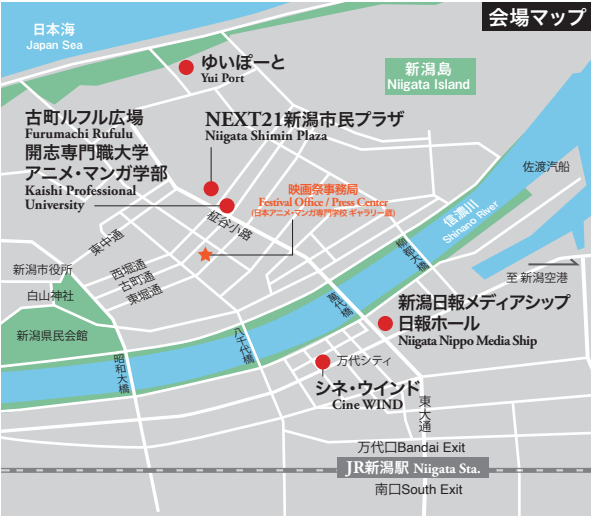 会場マップ
日本海
Japan Sea
ゆいぽーと
Yui Port
新潟島
Niigata Island
古町ルフル広場
Furumachi Rufulu
開志専門職大学
アニメ・マンガ学部
Kaishi Professional
University
NEXT21新潟市民プラザ
Niigata Shimin Plaza
佐渡汽船
映画祭事務局
Festival Office / Press Center
(日本アニメ・マンガ専門学校 ギャラリー蔵)
柾谷小路
信濃川
Shinano River
東中通
柳都大橋
西堀通
古町通
東堀通
新潟市役所
白山神社
至 新潟空港
萬代橋
新潟日報メディアシップ
日報ホール
Niigata Nippo Media Ship
新潟県民会館
八千代橋
昭和大橋
万代シティ
シネ・ウインド
Cine WIND
東大通
万代口Bandai Exit
JR新潟駅 Niigata Sta.
南口South Exit